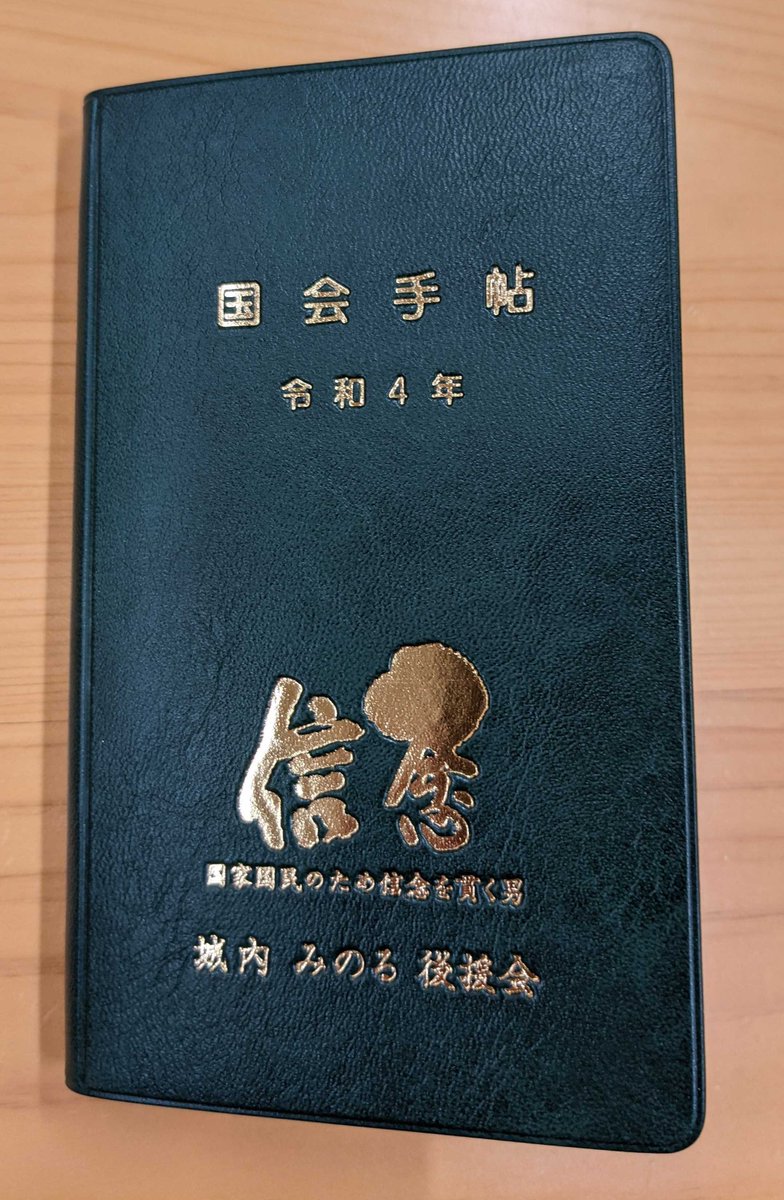 国会手帖
令和4年
信念
国家国民のため信念を貫く男
城内 みのる 後援会